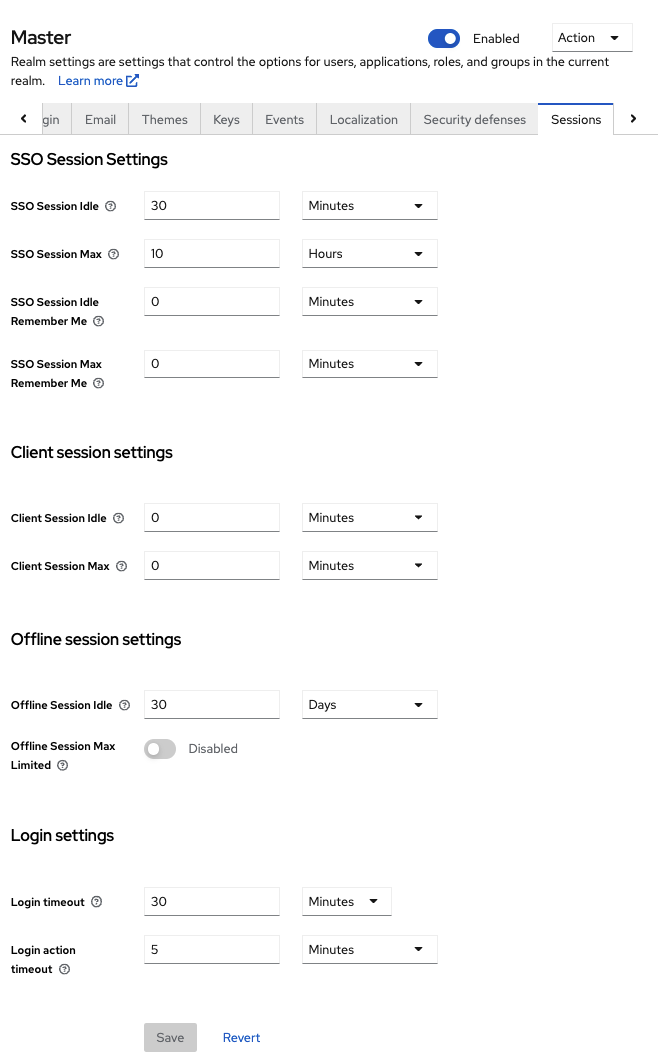 Master
Enabled
Action
Realm settings are settings that control the options for users, applications, roles, and groups in the current
realm. Learn more
gin Email Themes Keys Events Localization Security defenses Sessions
SSO Session Settings
SSO Session Idle 30 Minutes
SSO Session Max 10 Hours
SSO Session Idle 0 Minutes
Remember Me
SSO Session Max 0 Minutes
Remember Me
Client session settings
Client Session Idle 0 Minutes
Client Session Max 0 Minutes
Offline session settings
Offline Session Idle 30 Days
Offline Session Max Disabled
Limited
Login settings
Login timeout 30 Minutes
Login action 5 Minutes
timeout
Save Revert